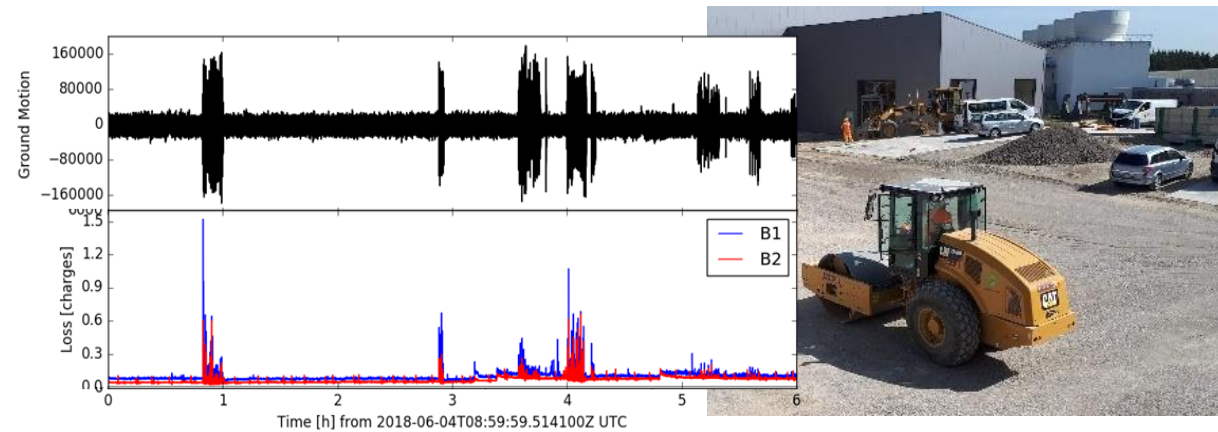 Ground Motion
160000
80000
0
−80000
−160000
B1
B2
Loss [charges]
1.5
1.2
0.9
0.6
0.3
0.0
0 1 2 3 4 5 6
Time [h] from 2018-06-04T08:59:59.514100Z UTC
CAT